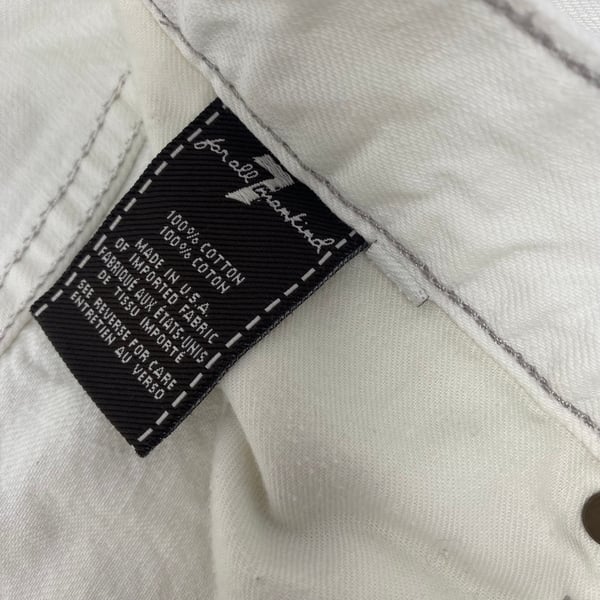 for all 7 mankind
100% COTTON
100% COTON
MADE IN U.S.A.
OF IMPORTED FABRIC
FABRIQUÉ AUX ÉTATS-UNIS
DE TISSU IMPORTÉ
SEE REVERSE FOR CARE
ENTRETIEN AU VERSO